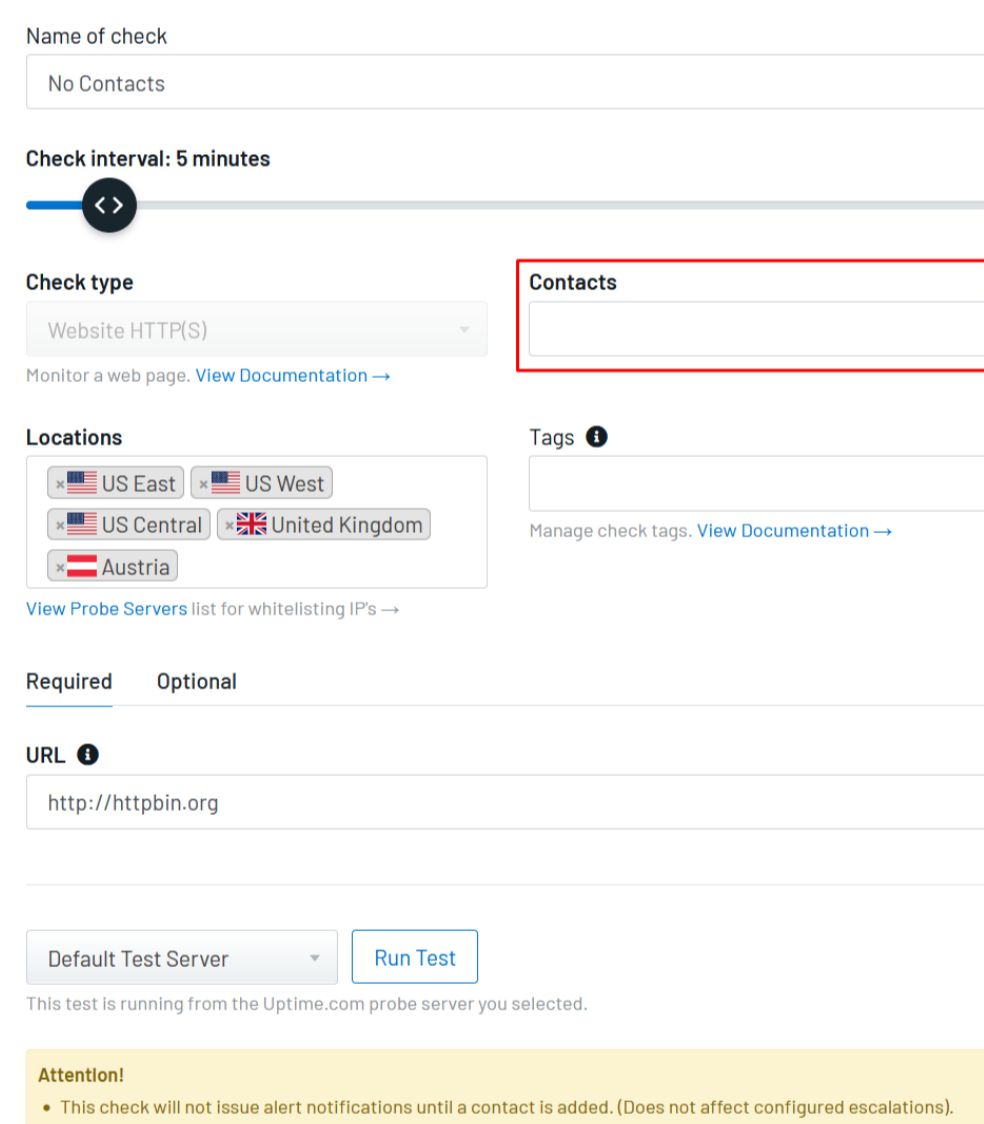 Name of check
No Contacts
Check interval: 5 minutes
Check type
Website HTTP(S)
Monitor a web page. View Documentation →
Contacts
Locations
× US East × US West
× US Central × United Kingdom
× Austria
View Probe Servers list for whitelisting IP's →
Tags
Manage check tags. View Documentation →
Required Optional
URL
http://httpbin.org
Default Test Server Run Test
This test is running from the Uptime.com probe server you selected.
Attention!
• This check will not issue alert notifications until a contact is added. (Does not affect configured escalations).